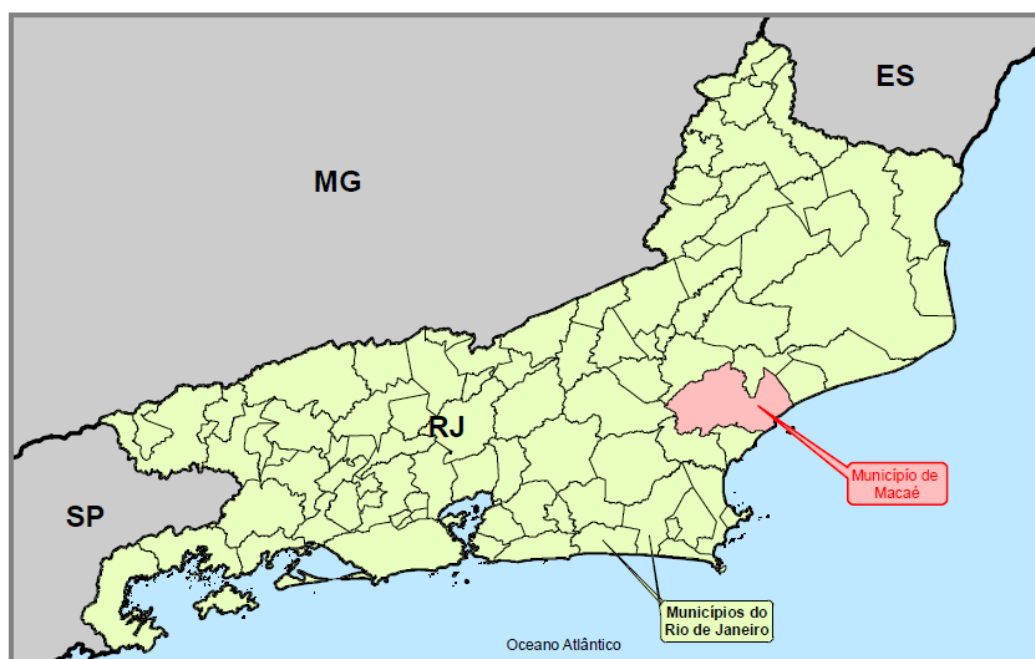 ES
MG
RJ
Município de
Macaé
SP
Municípios do
Rio de Janeiro
Oceano Atlântico